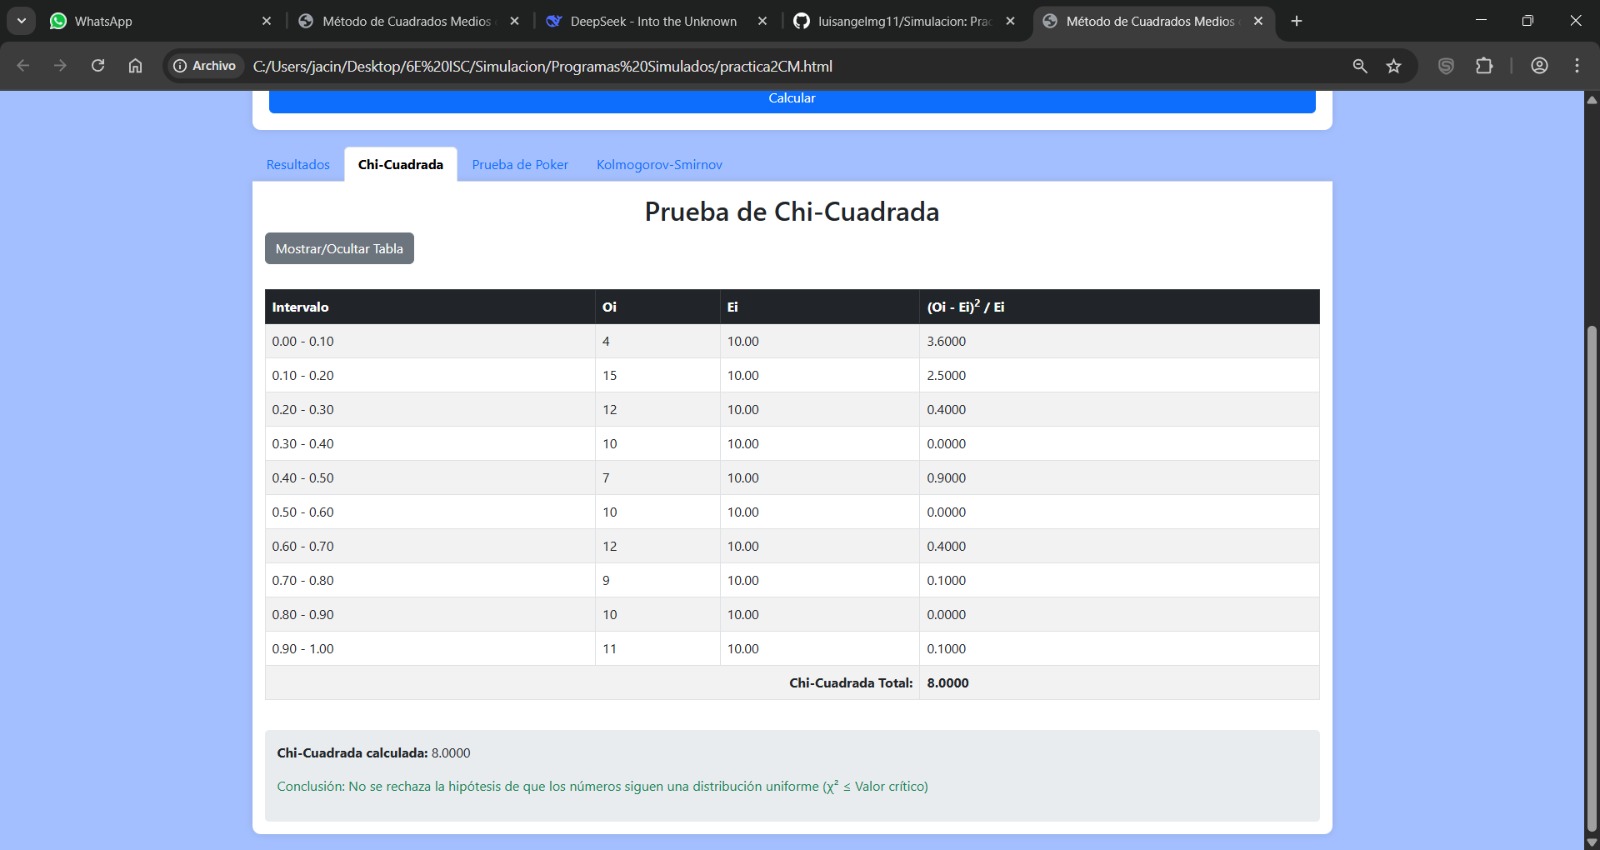 WhatsApp
Método de Cuadrados Medios
DeepSeek - Into the Unknown
luisangelmg11/Simulacion: Prac
Método de Cuadrados Medios
Archivo
C:/Users/jacin/Desktop/6E%20ISC/Simulacion/Programas%20Simulados/practica2CM.html
Calcular
Resultados Chi-Cuadrada Prueba de Poker Kolmogorov-Smirnov
Prueba de Chi-Cuadrada
Mostrar/Ocultar Tabla
Intervalo Oi Ei (Oi - Ei)² / Ei
0.00 - 0.10 4 10.00 3.6000
0.10 - 0.20 15 10.00 2.5000
0.20 - 0.30 12 10.00 0.4000
0.30 - 0.40 10 10.00 0.0000
0.40 - 0.50 7 10.00 0.9000
0.50 - 0.60 10 10.00 0.0000
0.60 - 0.70 12 10.00 0.4000
0.70 - 0.80 9 10.00 0.1000
0.80 - 0.90 10 10.00 0.0000
0.90 - 1.00 11 10.00 0.1000
Chi-Cuadrada Total: 8.0000
Chi-Cuadrada calculada: 8.0000
Conclusión: No se rechaza la hipótesis de que los números siguen una distribución uniforme (χ² ≤ Valor crítico)